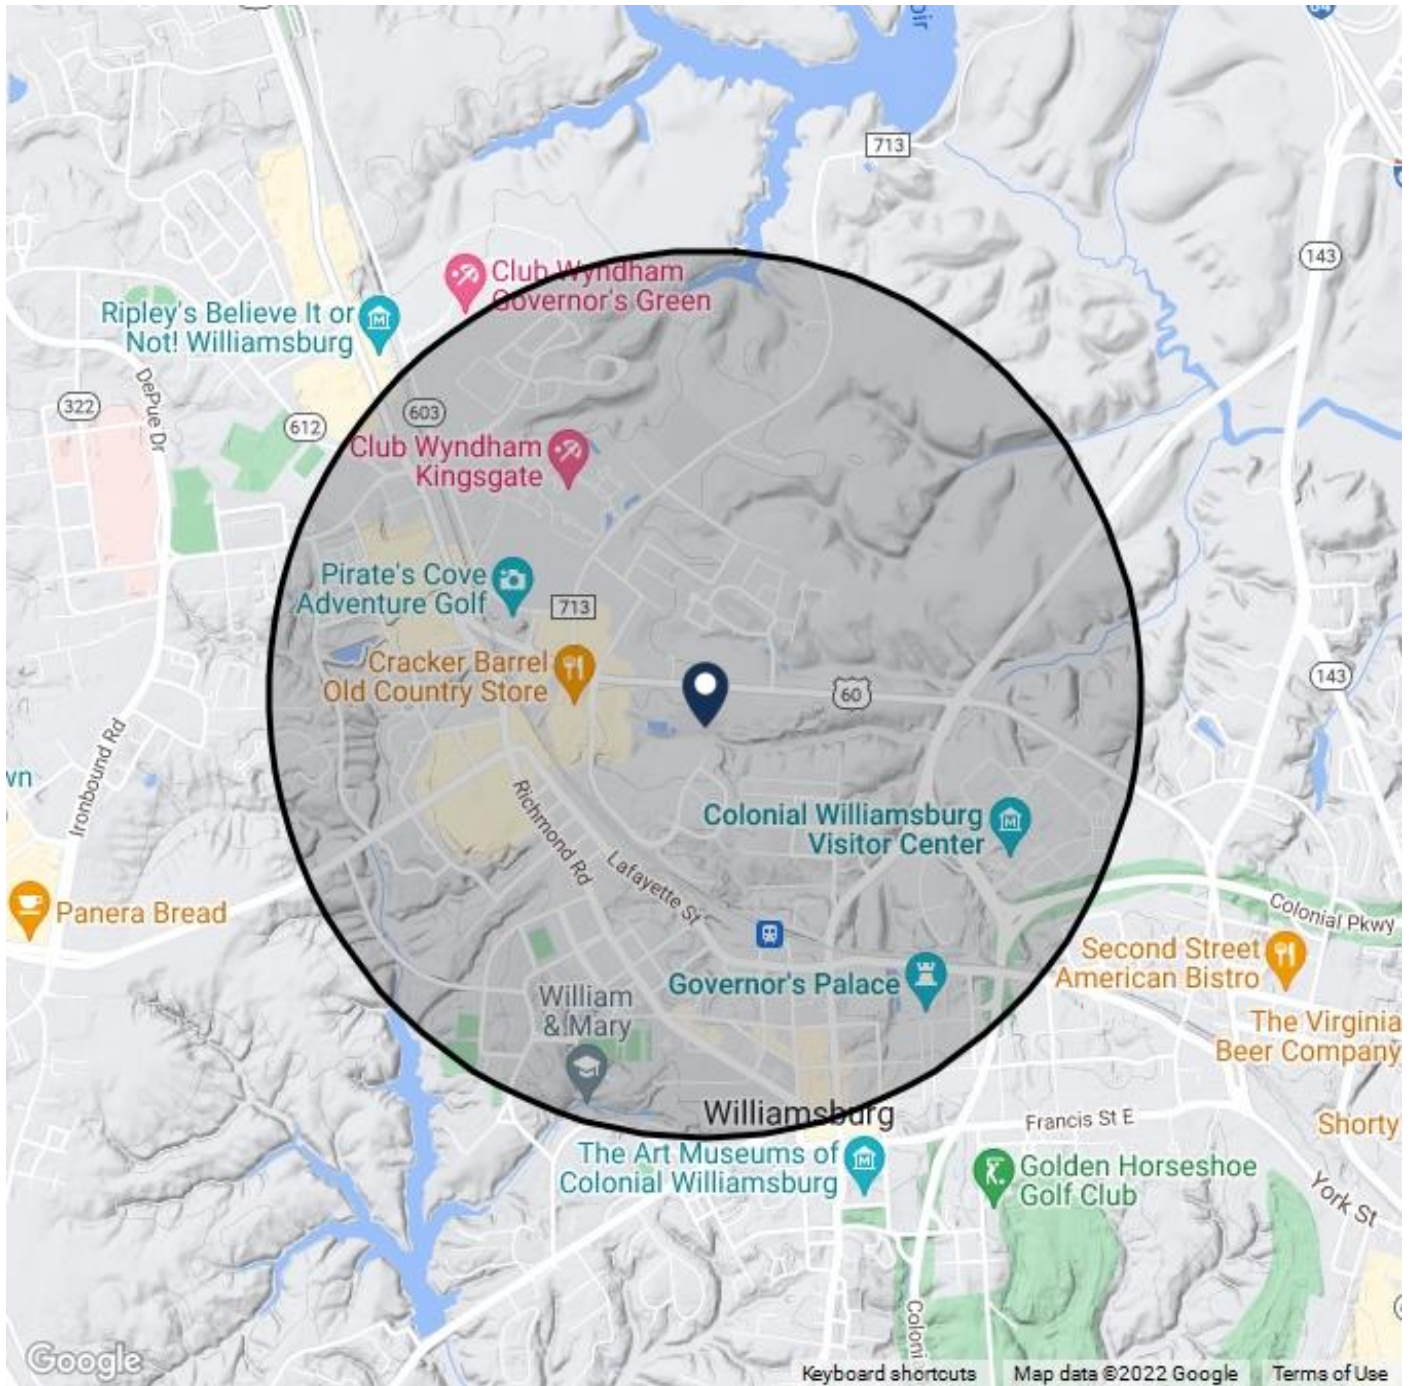 713
143
Club Wyndham
Governor's Green
Ripley's Believe It or
Not! Williamsburg
DePue Dr
322
603
612
Club Wyndham
Kingsgate
Pirate's Cove
Adventure Golf
713
Cracker Barrel
Old Country Store
60
143
Ironbound Rd
wn
Richmond Rd
Lafayette St
Colonial Williamsburg
Visitor Center
Panera Bread
Colonial Pkwy
Second Street
American Bistro
Governor's Palace
William
& Mary
The Virginia
Beer Company
Williamsburg
Francis St E
Shorty
The Art Museums of
Colonial Williamsburg
Golden Horseshoe
Golf Club
York St
Coloni
Google
Keyboard shortcuts
Map data ©2022 Google
Terms of Use